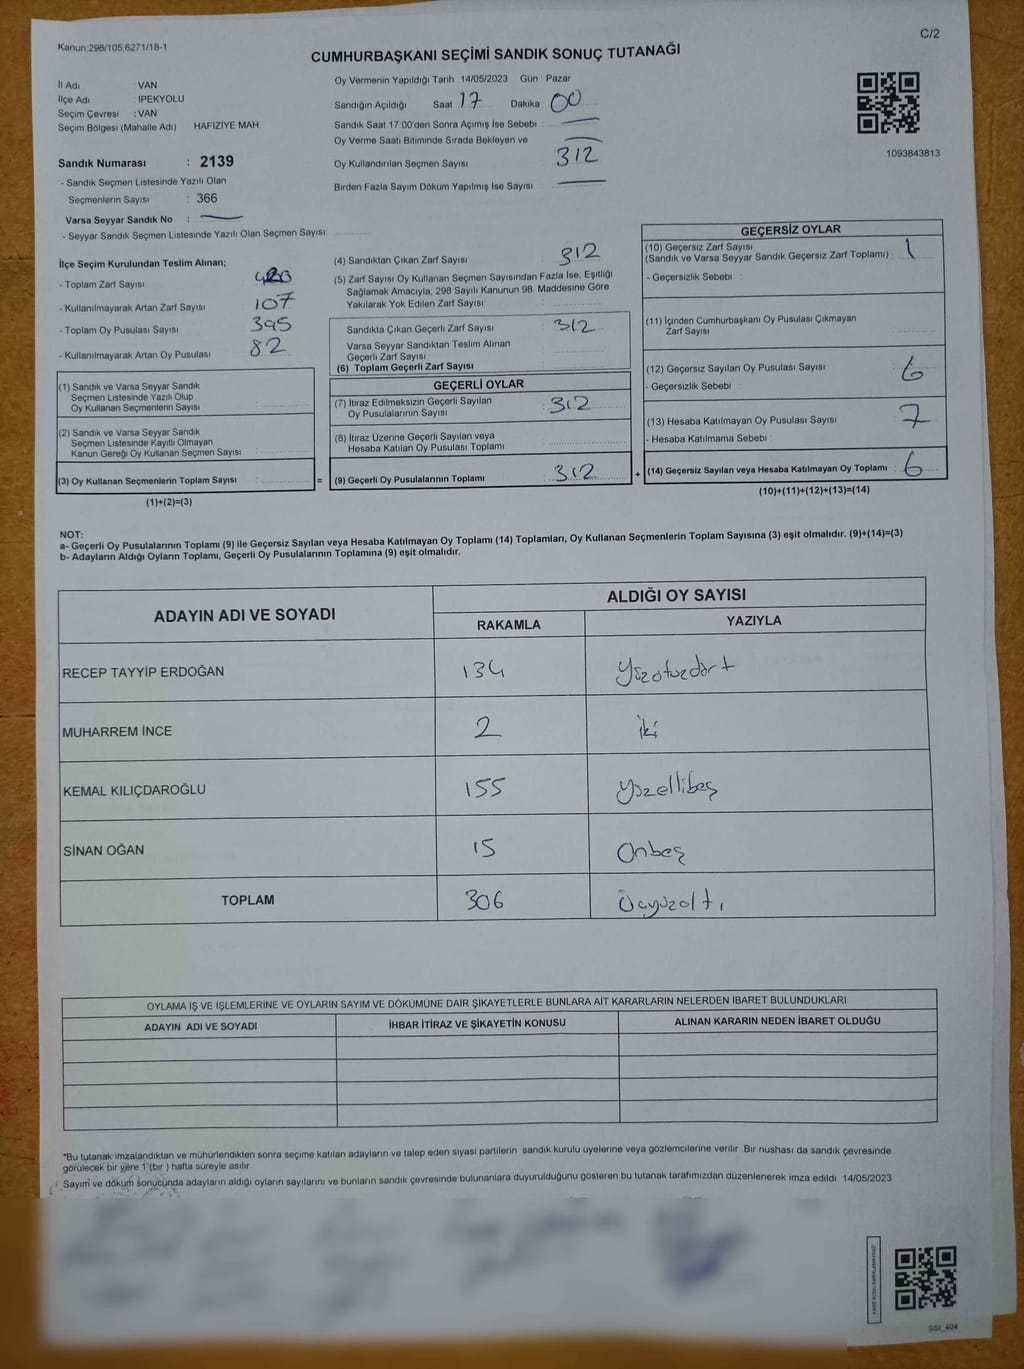 Kanun;298/105,6271/18-1
C/2
CUMHURBAŞKANI SEÇİMİ SANDIK SONUÇ TUTANAĞI
İl Adı : VAN
İlçe Adı : İPEKYOLU
Seçim Çevresi : VAN
Seçim Bölgesi (Mahalle Adı) HAFİZİYE MAH.
Oy Vermenin Yapıldığı Tarih :14/05/2023 Gün : Pazar
Sandığın Açıldığı Saat 17 Dakika 00
Sandık Saat 17:00'den Sonra Açımış İse Sebebi :
Oy Verme Saati Bitiminde Sırada Bekleyen ve
Oy Kullandırılan Seçmen Sayısı 312
Birden Fazla Sayım Döküm Yapılmış İse Sayısı
1093843813
Sandık Numarası : 2139
- Sandık Seçmen Listesinde Yazılı Olan
Seçmenlerin Sayısı : 366
Varsa Seyyar Sandık No :
- Seyyar Sandık Seçmen Listesinde Yazılı Olan Seçmen Sayısı:
İlçe Seçim Kurulundan Teslim Alınan;
- Toplam Zarf Sayısı :
- Kullanılmayarak Artan Zarf Sayısı : 107
- Toplam Oy Pusulası Sayısı : 395
- Kullanılmayarak Artan Oy Pusulası : 82
(1) Sandık ve Varsa Seyyar Sandık
Seçmen Listesinde Yazılı Olup
Oy Kullanan Seçmenlerin Sayısı :
(2) Sandık ve Varsa Seyyar Sandık
Seçmen Listesinde Kayıtlı Olmayan
Kanun Gereği Oy Kullanan Seçmen Sayısı :
(3) Oy Kullanan Seçmenlerin Toplam Sayısı :
(1)+(2)=(3)
(4) Sandıktan Çıkan Zarf Sayısı : 312
(5) Zarf Sayısı Oy Kullanan Seçmen Sayısından Fazla İse, Eşitliği
Sağlamak Amacıyla, 298 Sayılı Kanunun 98. Maddesine Göre
Yakılarak Yok Edilen Zarf Sayısı :
Sandıkta Çıkan Geçerli Zarf Sayısı : 312
Varsa Seyyar Sandıktan Teslim Alınan
Geçerli Zarf Sayısı
(6) Toplam Geçerli Zarf Sayısı
GEÇERLİ OYLAR
(7) İtiraz Edilmeksizin Geçerli Sayılan
Oy Pusulalarının Sayısı : 312
(8) İtiraz Üzerine Geçerli Sayılan veya
Hesaba Katılan Oy Pusulası Toplamı
(9) Geçerli Oy Pusulalarının Toplamı : 312
GEÇERSİZ OYLAR
(10) Geçersiz Zarf Sayısı
(Sandık ve Varsa Seyyar Sandık Geçersiz Zarf Toplamı) : 1
- Geçersizlik Sebebi :
(11) İçinden Cumhurbaşkanı Oy Pusulası Çıkmayan
Zarf Sayısı
(12) Geçersiz Sayılan Oy Pusulası Sayısı : 6
- Geçersizlik Sebebi
(13) Hesaba Katılmayan Oy Pusulası Sayısı :
- Hesaba Katılmama Sebebi
(14) Geçersiz Sayılan veya Hesaba Katılmayan Oy Toplamı : 6
(10)+(11)+(12)+(13)=(14)
NOT:
a- Geçerli Oy Pusulalarının Toplamı (9) ile Geçersiz Sayılan veya Hesaba Katılmayan Oy Toplamı (14) Toplamları, Oy Kullanan Seçmenlerin Toplam Sayısına (3) eşit olmalıdır. (9)+(14)=(3)
b- Adayların Aldığı Oyların Toplamı, Geçerli Oy Pusulalarının Toplamına (9) eşit olmalıdır.
ADAYIN ADI VE SOYADI ALDIĞI OY SAYISI
RAKAMLA YAZIYLA
RECEP TAYYİP ERDOĞAN 134 Yüzotuzdört
MUHARREM İNCE 2 iki
KEMAL KILIÇDAROĞLU 155 Yüzellibeş
SİNAN OĞAN 15 Onbeş
TOPLAM 306 Üçyüzaltı
OYLAMA İŞ VE İŞLEMLERİNE VE OYLARIN SAYIM VE DÖKÜMÜNE DAİR ŞİKAYETLERLE BUNLARA AİT KARARLARIN NELERDEN İBARET BULUNDUKLARI
ADAYIN ADI VE SOYADI İHBAR İTİRAZ VE ŞİKAYETİN KONUSU ALINAN KARARIN NEDEN İBARET OLDUĞU
*Bu tutanak imzalandıktan ve mühürlendikten sonra seçime katılan adayların ve talep eden siyasi partilerin sandık kurulu üyelerine veya gözlemcilerine verilir. Bir nüshası da sandık çevresinde
görülecek bir yere 1 (bir) hafta süreyle asılır.
Sayım ve döküm sonucunda adayların aldığı oyların sayılarını ve bunların sandık çevresinde bulunanlara duyurulduğunu gösteren bu tutanak tarafımızdan düzenlenerek imza edildi. 14/05/2023
KARE KODU KARALAMAYINIZ!
SSI_404